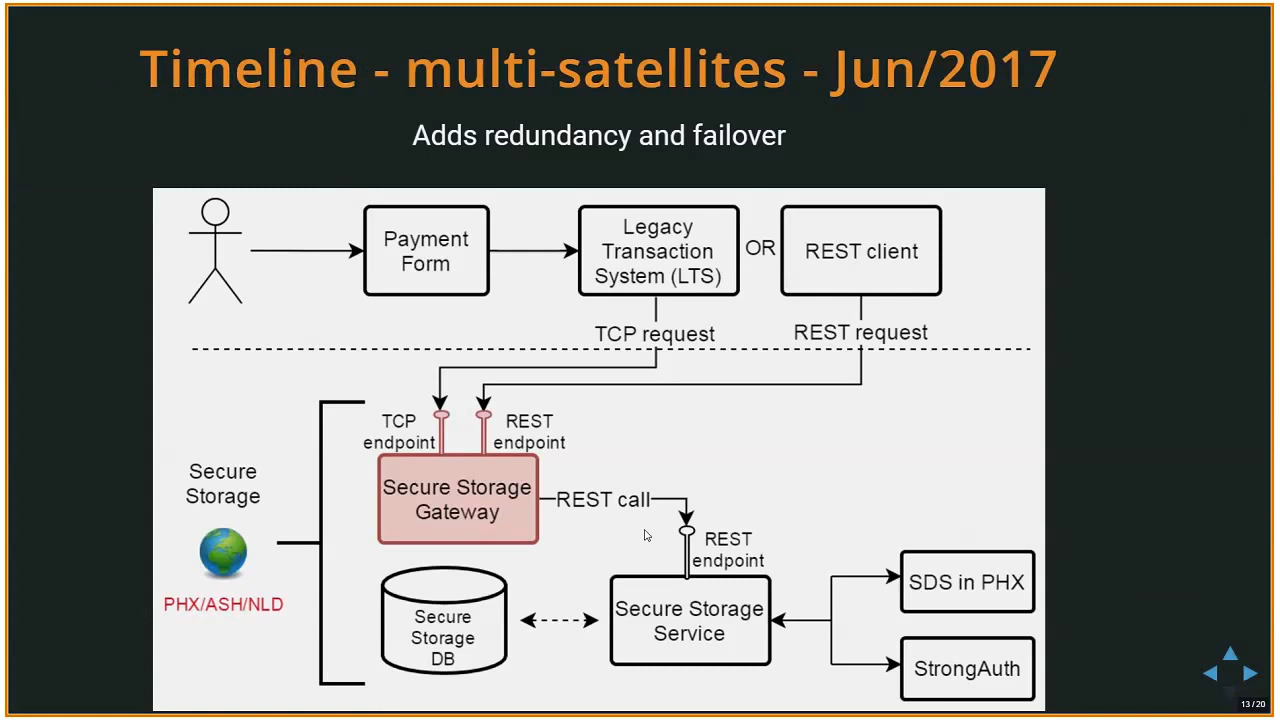 Timeline - multi-satellites - Jun/2017
Adds redundancy and failover
Payment
Form
Legacy
Transaction
System (LTS)
OR
REST client
TCP request
REST request
TCP
endpoint
REST
endpoint
Secure
Storage
PHX/ASH/NLD
Secure Storage
Gateway
REST call
REST
endpoint
Secure
Storage
DB
Secure Storage
Service
SDS in PHX
StrongAuth
13 / 20